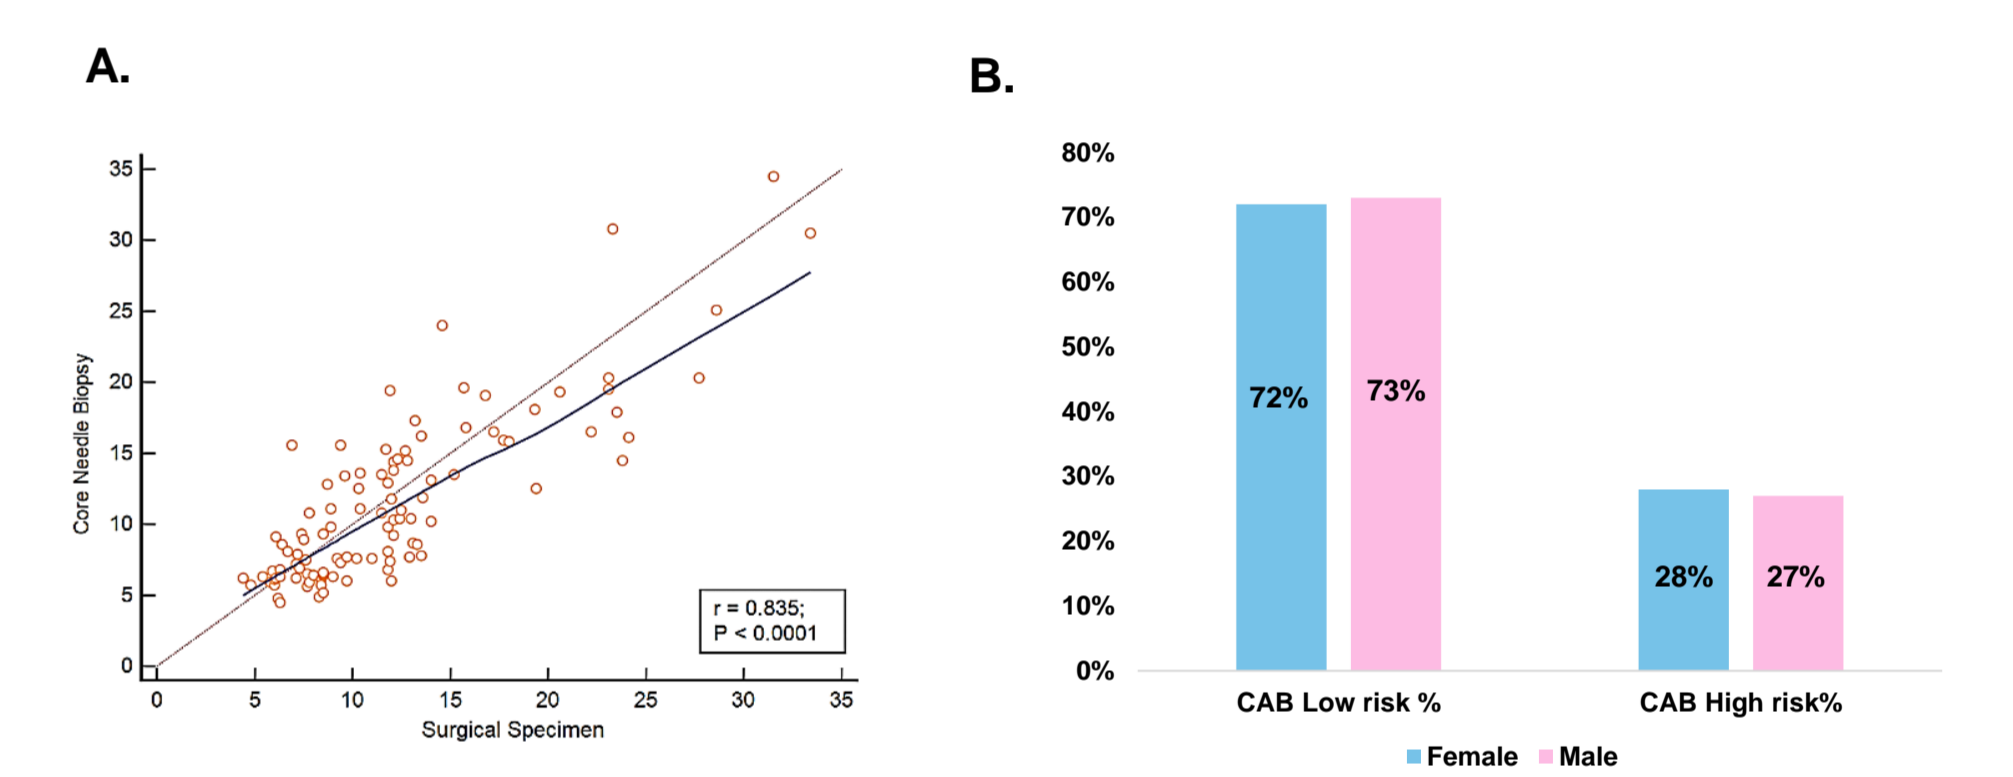 A.
35
30
25
20
15
10
5
0
Core Needle Biopsy
r = 0.835;
P < 0.0001
0 5 10 15 20 25 30 35
Surgical Specimen
B.
80%
70%
60%
50%
40%
30%
20%
10%
0%
72% 73%
28% 27%
CAB Low risk % CAB High risk%
Female Male